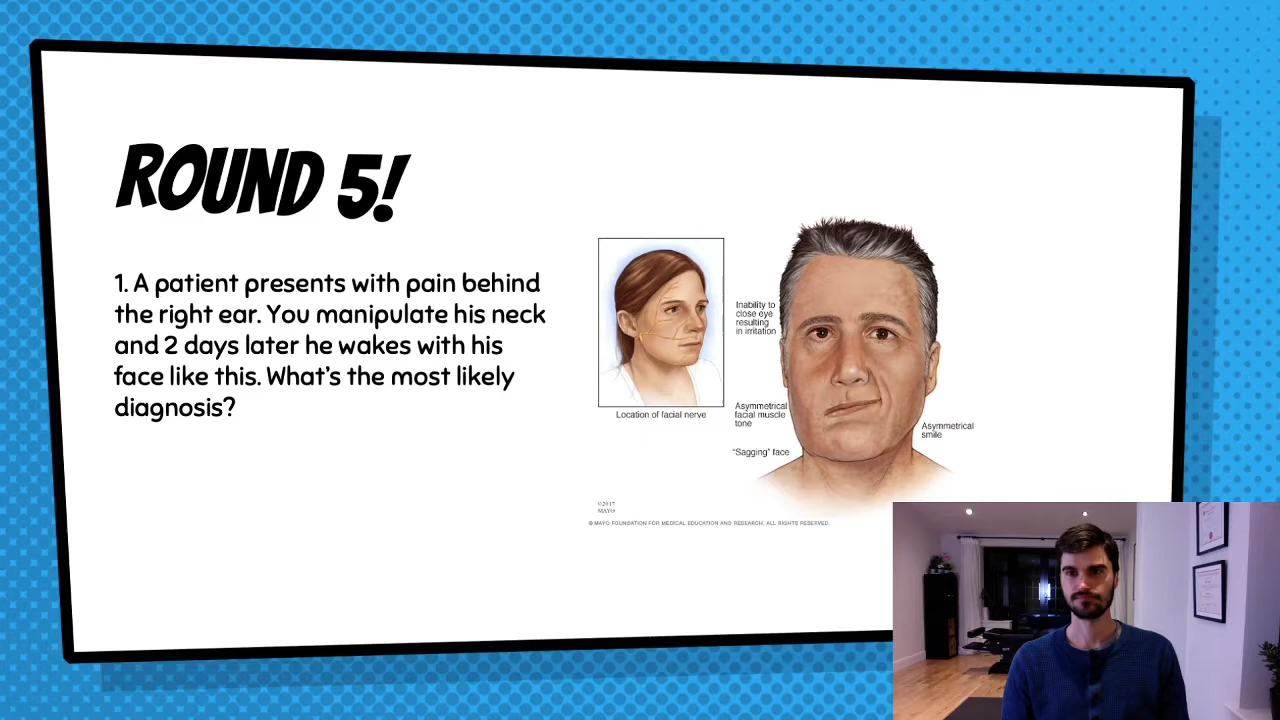 ROUND 5!
1. A patient presents with pain behind
the right ear. You manipulate his neck
and 2 days later he wakes with his
face like this. What's the most likely
diagnosis?
Location of facial nerve
Inability to
close eye
resulting
in irritation
Asymmetrical
facial muscle
tone
"Sagging" face
Asymmetrical
smile
©2017
MAYO
© MAYO FOUNDATION FOR MEDICAL EDUCATION AND RESEARCH. ALL RIGHTS RESERVED.